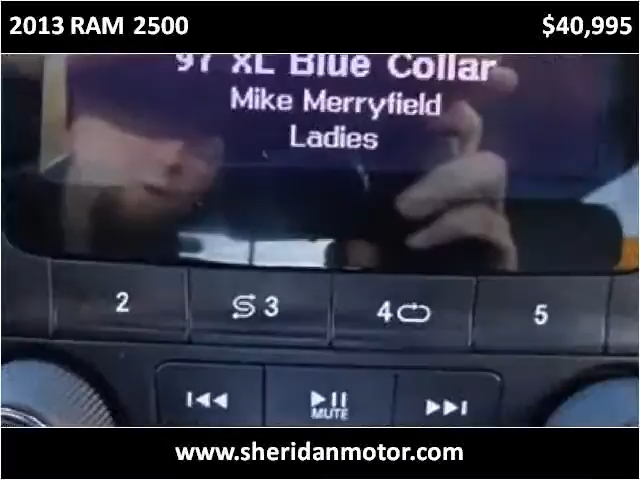 2013 RAM 2500 $40,995
97 XL Blue Collar
Mike Merryfield
Ladies
2 3 4 5
MUTE
www.sheridanmotor.com